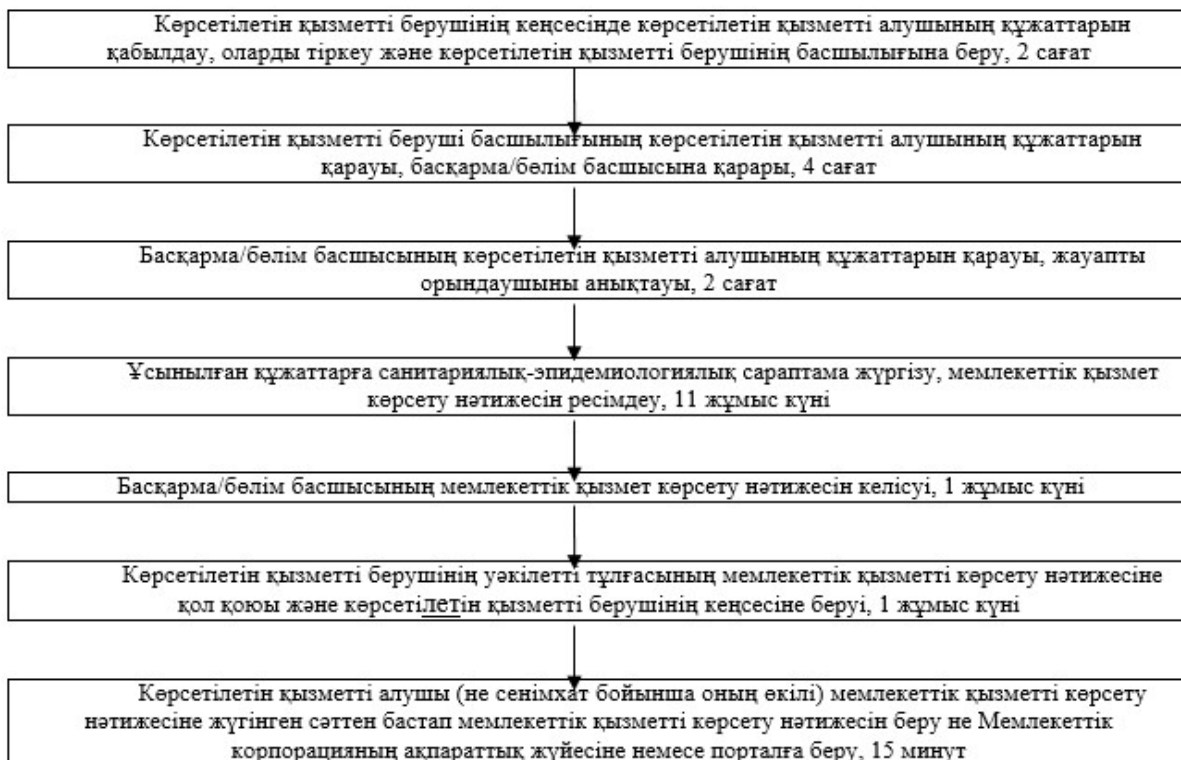 Көрсетілетін қызметті берушінің кеңсесінде көрсетілетін қызметті алушының құжаттарын
қабылдау, оларды тіркеу және көрсетілетін қызметті берушінің басшылығына беру, 2 сағат
Көрсетілетін қызметті беруші басшылығының көрсетілетін қызметті алушының құжаттарын
қарауы, басқарма/бөлім басшысына қарары, 4 сағат
Басқарма/бөлім басшысының көрсетілетін қызметті алушының құжаттарын қарауы, жауапты
орындаушыны анықтауы, 2 сағат
Ұсынылған құжаттарға санитариялық-эпидемиологиялық сараптама жүргізу, мемлекеттік қызмет
көрсету нәтижесін ресімдеу, 11 жұмыс күні
Басқарма/бөлім басшысының мемлекеттік қызмет көрсету нәтижесін келісуі, 1 жұмыс күні
Көрсетілетін қызметті берушінің уәкілетті тұлғасының мемлекеттік қызметті көрсету нәтижесіне
қол қоюы және көрсетілетін қызметті берушінің кеңсесіне беруі, 1 жұмыс күні
Көрсетілетін қызметті алушы (не сенімхат бойынша оның өкілі) мемлекеттік қызметті көрсету
нәтижесіне жүгінген сәттен бастап мемлекеттік қызметті көрсету нәтижесін беру не Мемлекеттік
корпорацияның ақпараттық жүйесіне немесе порталға беру, 15 минут